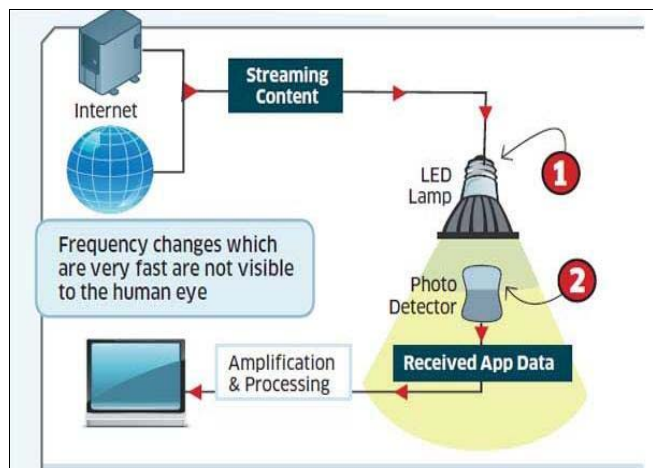 Streaming
Content
Internet
LED
Lamp
1
Frequency changes which
are very fast are not visible
to the human eye
Photo
Detector
2
Amplification
& Processing
Received App Data